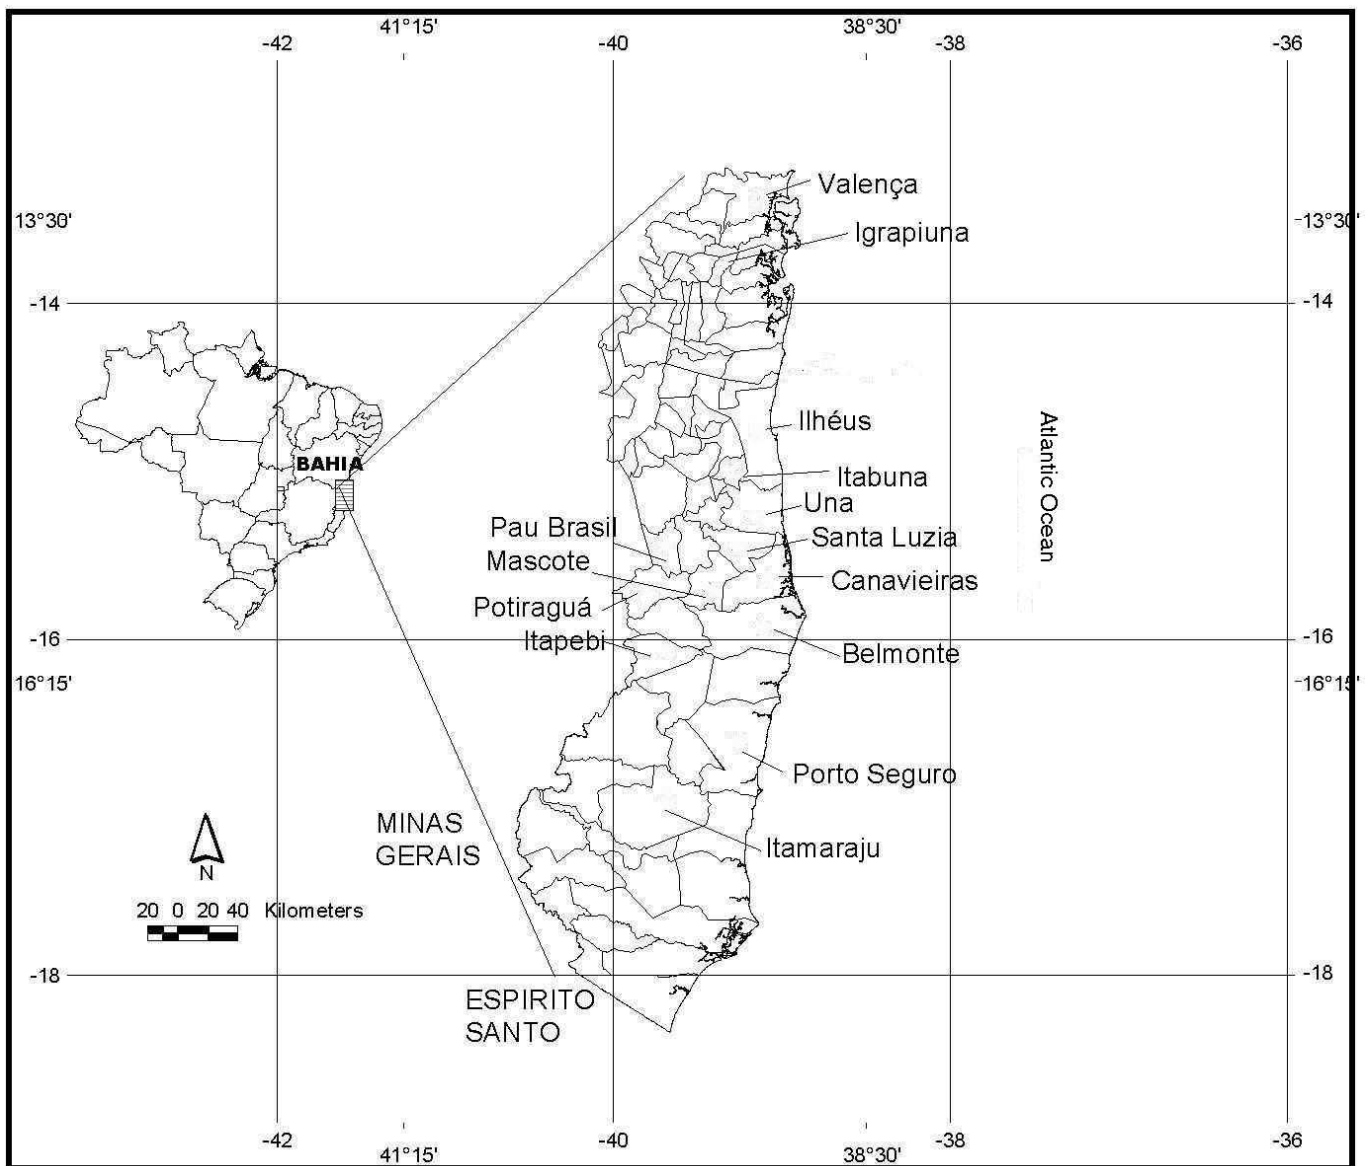 41°15'
38°30'
-42
-40
-38
-36
Valença
13°30'
-13°30'
Igrapiuna
-14
-14
Ilhéus
Atlantic Ocean
BAHIA
Itabuna
Una
Pau Brasil
Santa Luzia
Mascote
Canavieiras
Potiraguá
Itapebi
-16
-16
Belmonte
16°15'
-16°15'
Porto Seguro
MINAS
GERAIS
Itamaraju
N
20 0 20 40 Kilometers
-18
-18
ESPIRITO
SANTO
-42
-40
-38
-36
41°15'
38°30'